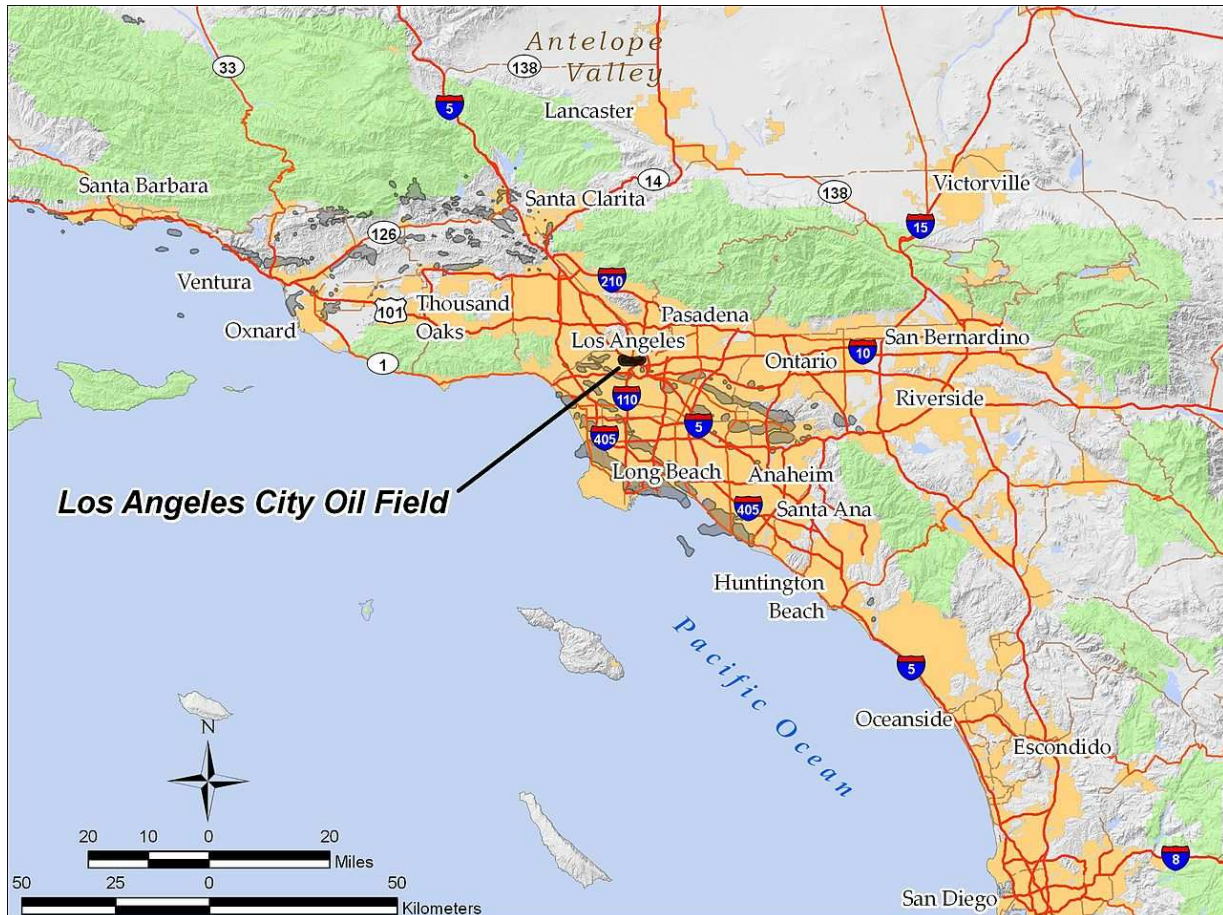 Antelope
Valley
33
138
5
Lancaster
14
138
Santa Barbara
Santa Clarita
Victorville
15
126
Ventura
210
101
Thousand
Oaks
Pasadena
Oxnard
Los Angeles
San Bernardino
10
Ontario
1
Riverside
110
5
405
Long Beach
Anaheim
Los Angeles City Oil Field
405
Santa Ana
Huntington
Beach
Pacific Ocean
5
Oceanside
Escondido
N
20 10 0 20
Miles
8
50 25 0 50
Kilometers
San Diego